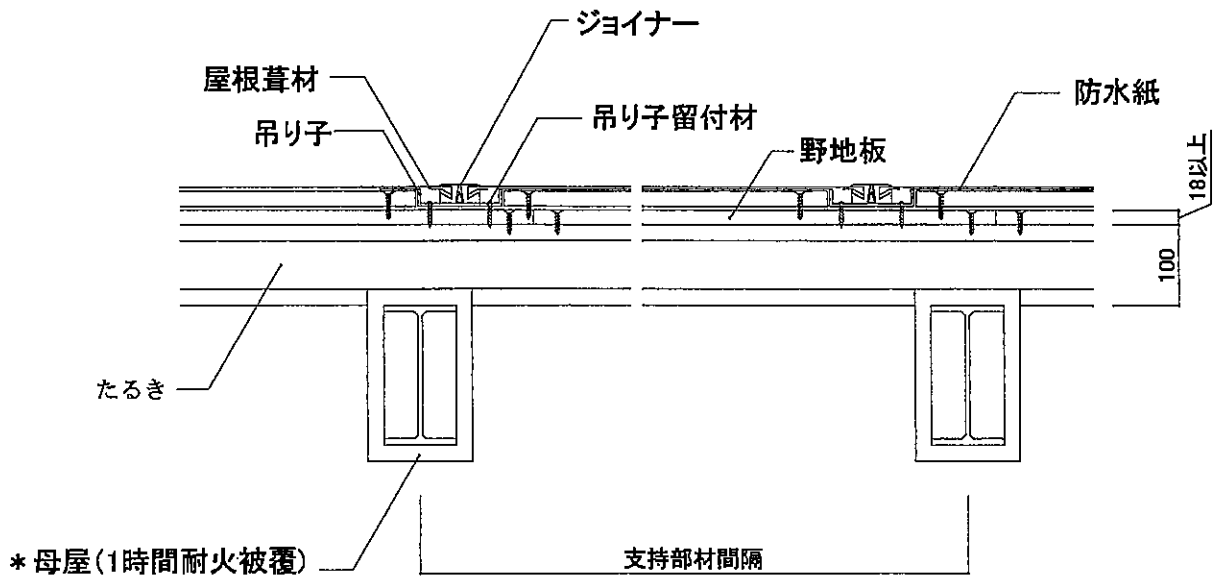 ジョイナー
屋根葺材
防水紙
吊り子
吊り子留付材
野地板
18以上
100
たるき
*母屋(1時間耐火被覆)
支持部材間隔